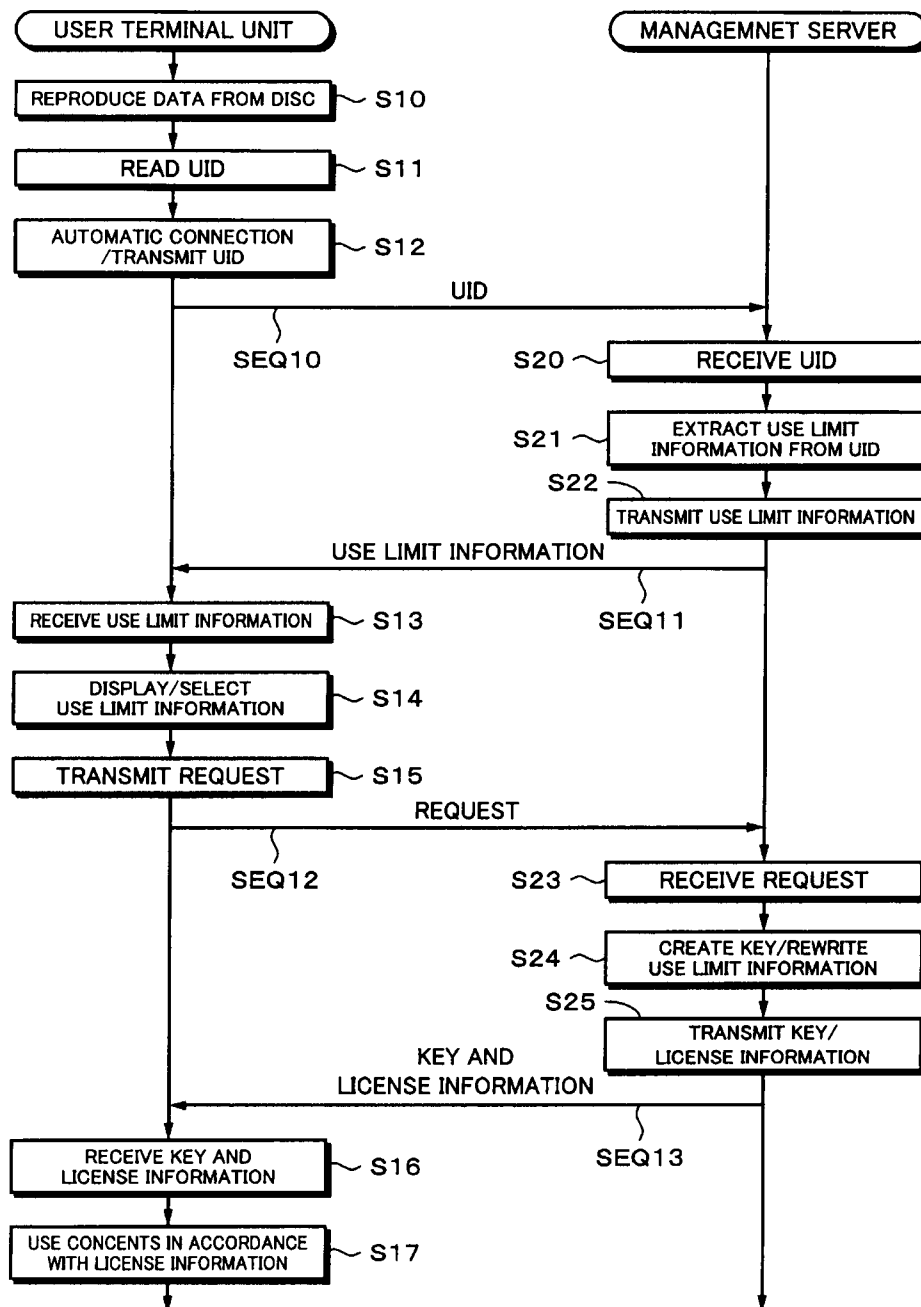 USER TERMINAL UNIT
MANAGEMNET SERVER
REPRODUCE DATA FROM DISC
S10
READ UID
S11
AUTOMATIC CONNECTION
/TRANSMIT UID
S12
UID
SEQ10
S20
RECEIVE UID
S21
EXTRACT USE LIMIT
INFORMATION FROM UID
S22
TRANSMIT USE LIMIT INFORMATION
USE LIMIT INFORMATION
SEQ11
RECEIVE USE LIMIT INFORMATION
S13
DISPLAY/SELECT
USE LIMIT INFORMATION
S14
TRANSMIT REQUEST
S15
REQUEST
SEQ12
S23
RECEIVE REQUEST
S24
CREATE KEY/REWRITE
USE LIMIT INFORMATION
S25
TRANSMIT KEY/
LICENSE INFORMATION
KEY AND
LICENSE INFORMATION
SEQ13
RECEIVE KEY AND
LICENSE INFORMATION
S16
USE CONCENTS IN ACCORDANCE
WITH LICENSE INFORMATION
S17